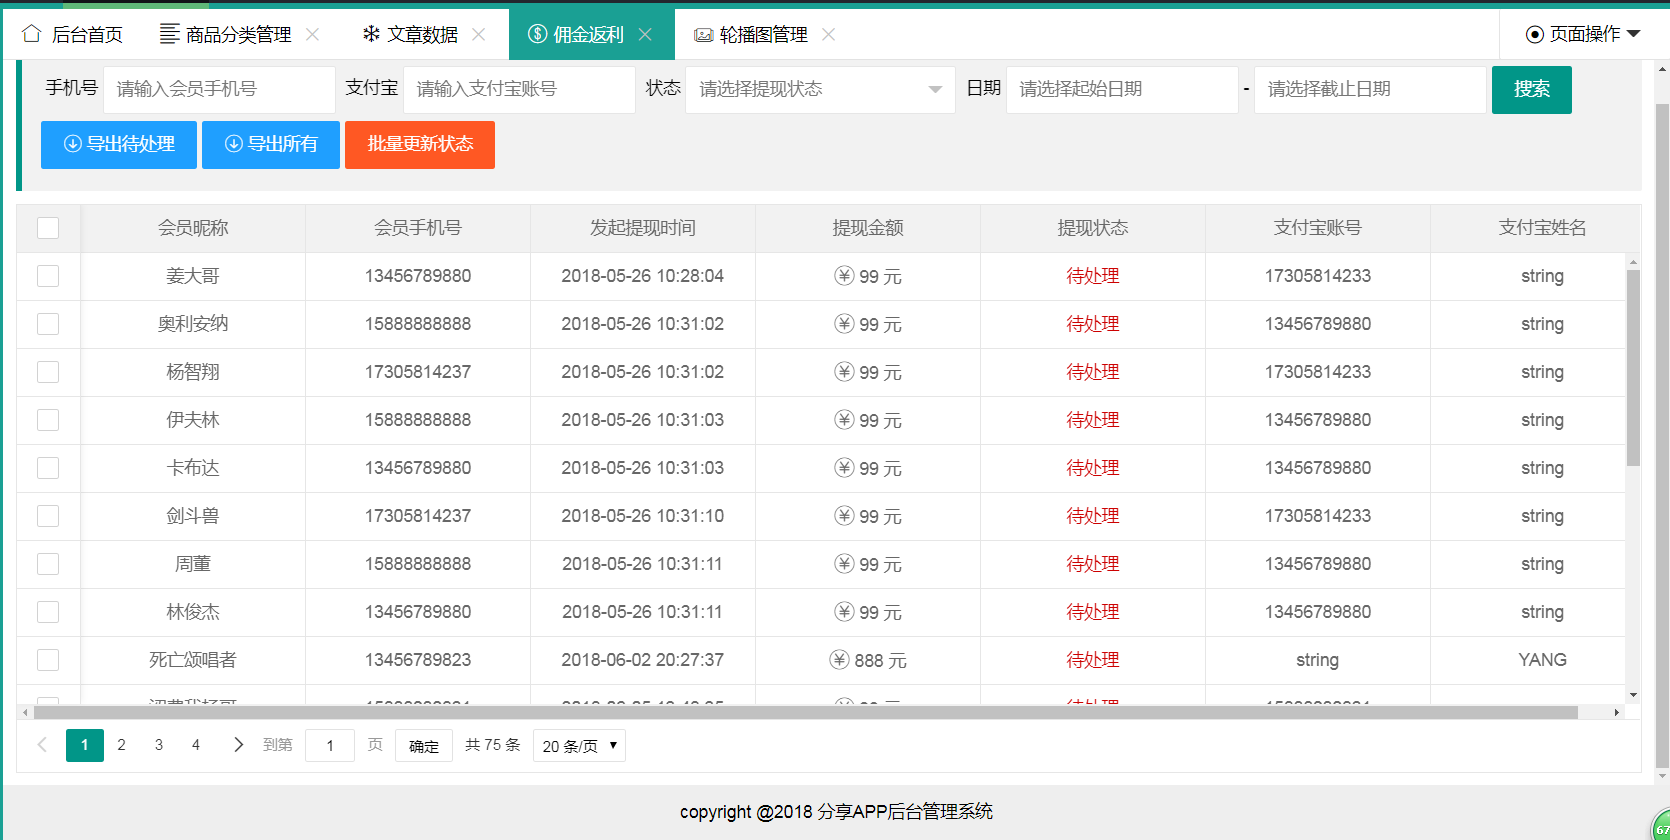 后台首页 商品分类管理 文章数据 佣金返利 轮播图管理 页面操作
手机号 请输入会员手机号 支付宝 请输入支付宝账号 状态 请选择提现状态 日期 请选择起始日期 - 请选择截止日期 搜索
导出待处理 导出所有 批量更新状态
会员昵称 会员手机号 发起提现时间 提现金额 提现状态 支付宝账号 支付宝姓名
姜大哥 13456789880 2018-05-26 10:28:04 ¥ 99 元 待处理 17305814233 string
奥利安纳 15888888888 2018-05-26 10:31:02 ¥ 99 元 待处理 13456789880 string
杨智翔 17305814237 2018-05-26 10:31:02 ¥ 99 元 待处理 17305814233 string
伊夫林 15888888888 2018-05-26 10:31:03 ¥ 99 元 待处理 13456789880 string
卡布达 13456789880 2018-05-26 10:31:03 ¥ 99 元 待处理 13456789880 string
剑斗兽 17305814237 2018-05-26 10:31:10 ¥ 99 元 待处理 17305814233 string
周董 15888888888 2018-05-26 10:31:11 ¥ 99 元 待处理 13456789880 string
林俊杰 13456789880 2018-05-26 10:31:11 ¥ 99 元 待处理 13456789880 string
死亡颂唱者 13456789823 2018-06-02 20:27:37 ¥ 888 元 待处理 string YANG
1 2 3 4 到第 1 页 确定 共 75 条 20 条/页
copyright @2018 分享APP后台管理系统
67